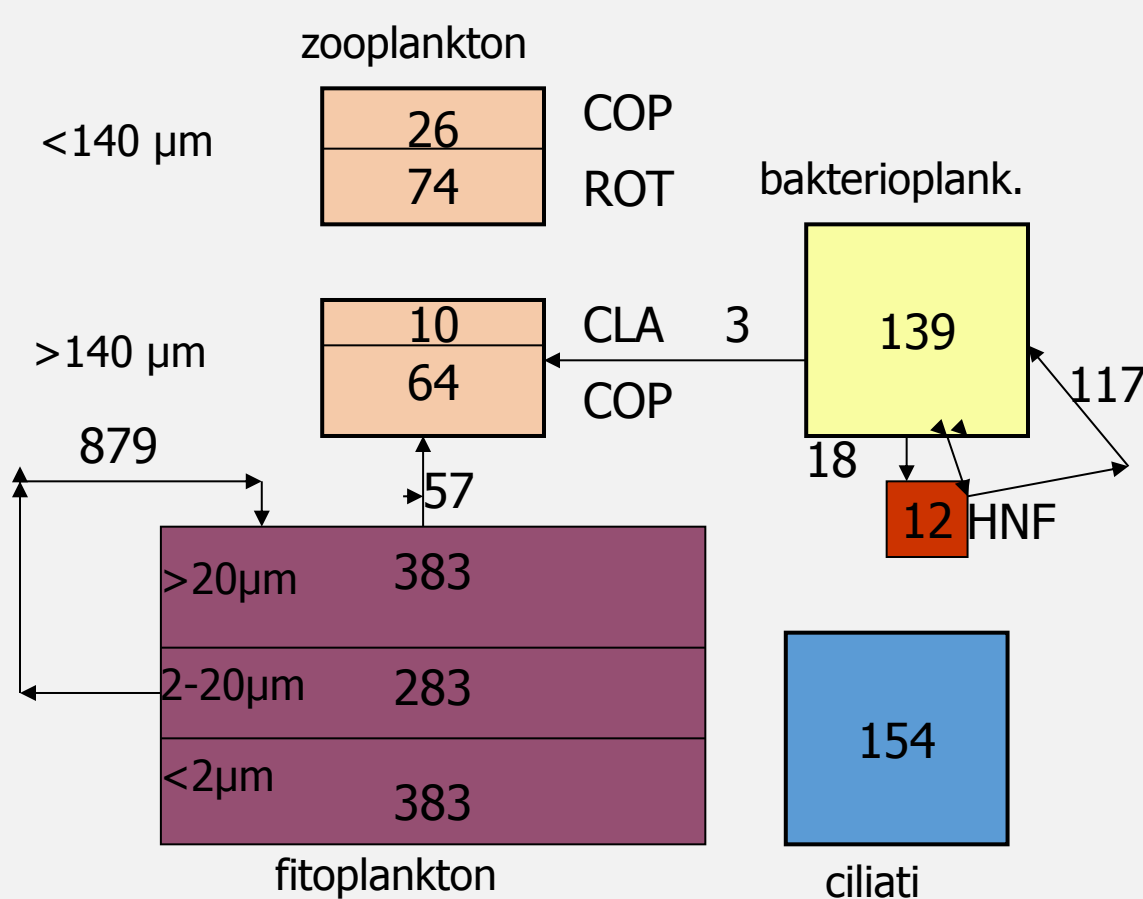 zooplankton
<140 µm
26
COP
74
ROT
bakterioplank.
>140 µm
10
CLA
3
139
64
COP
117
879
57
18
12
HNF
>20µm
383
2-20µm
283
<2µm
383
154
fitoplankton
ciliati